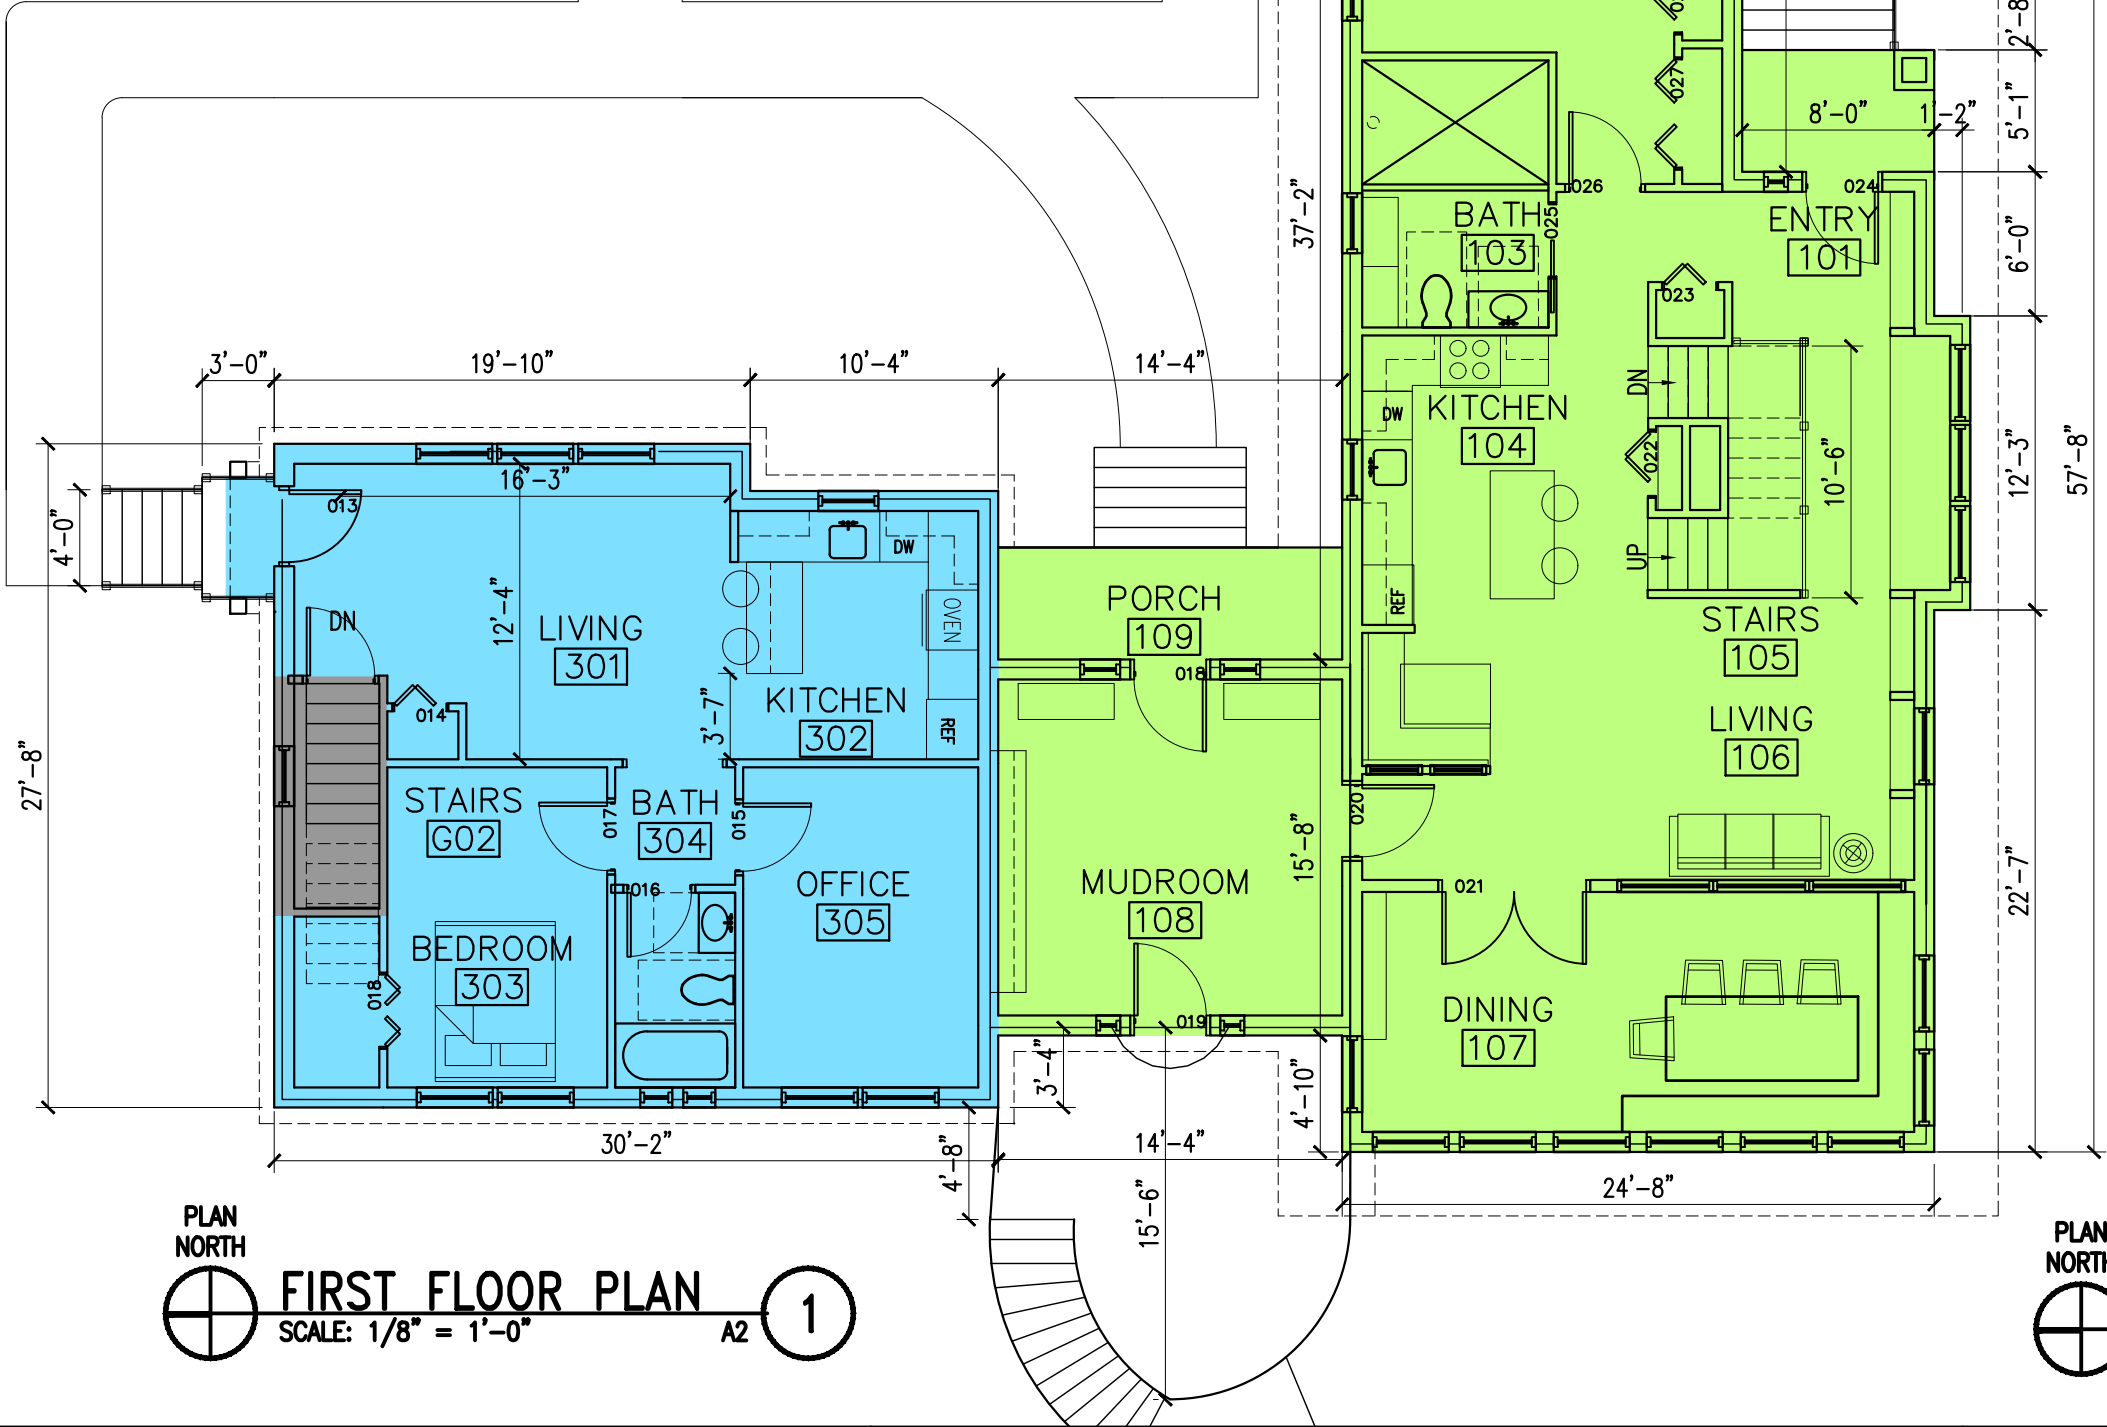 2'-8
027
8'-0"
1'-2"
5'-1"
026
024
37'-2"
BATH
103
025
ENTRY
101
6'-0"
023
3'-0"
19'-10"
10'-4"
14'-4"
DN
DW
KITCHEN
104
022
10'-6"
12'-3"
57'-8"
16'-3"
013
4'-0"
DW
UP
REF
12'-4"
OVEN
PORCH
109
DN
LIVING
301
STAIRS
105
018
3'-7"
KITCHEN
302
REF
014
LIVING
106
27'-8"
STAIRS
G02
017
BATH
304
015
020
15'-8"
016
OFFICE
305
MUDROOM
108
021
22'-7"
BEDROOM
303
018
019
DINING
107
3'-4"
4'-10"
30'-2"
4'-8"
14'-4"
15'-6"
24'-8"
PLAN
NORTH
FIRST FLOOR PLAN
SCALE: 1/8" = 1'-0"
A2
1
PLAN
NORTH